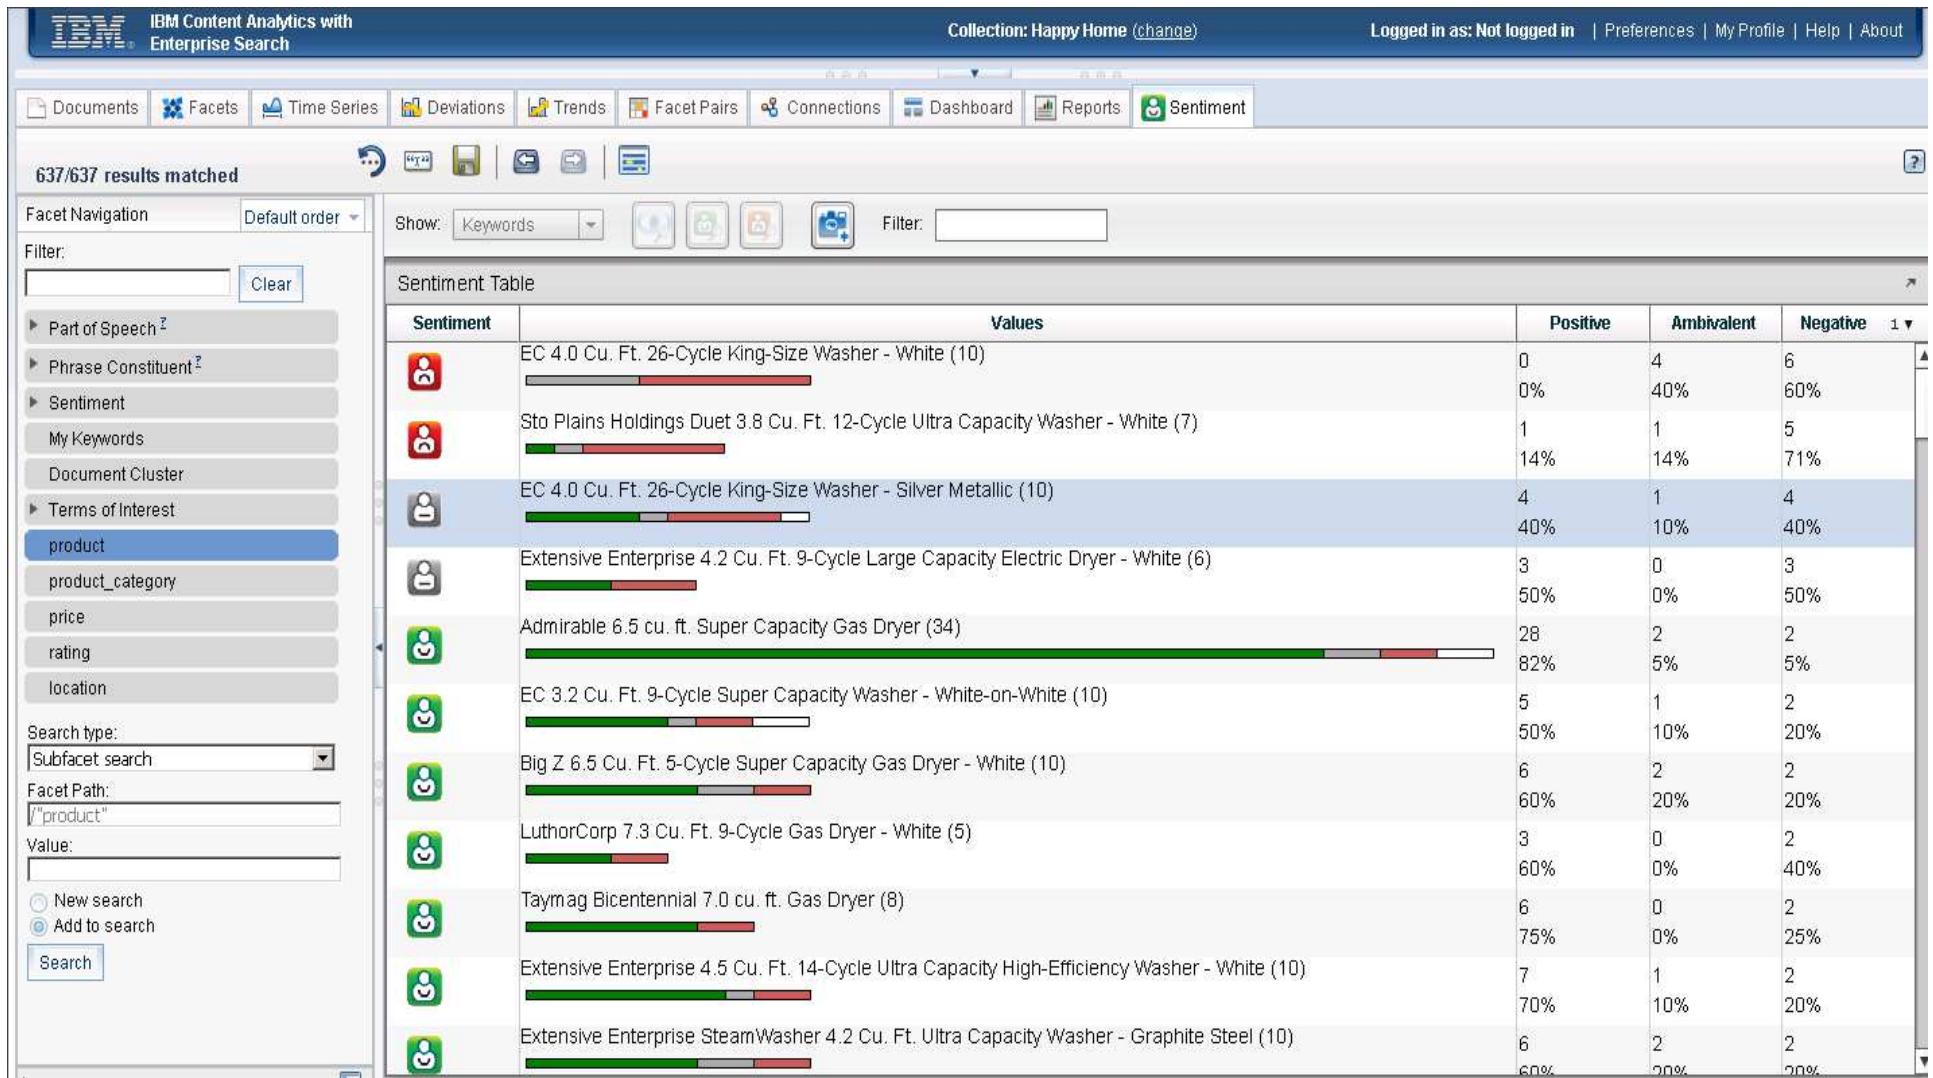 IBM
IBM Content Analytics with
Enterprise Search
Collection: Happy Home (change)
Logged in as: Not logged in | Preferences | My Profile | Help | About
Documents Facets Time Series Deviations Trends Facet Pairs Connections Dashboard Reports Sentiment
637/637 results matched
?
Facet Navigation Default order
Filter:
Clear
Part of Speech ?
Phrase Constituent ?
Sentiment
My Keywords
Document Cluster
Terms of Interest
product
product_category
price
rating
location
Search type:
Subfacet search
Facet Path:
/"product"
Value:
New search
Add to search
Search
Show: Keywords Filter:
Sentiment Table
Sentiment Values Positive Ambivalent Negative 1▼
EC 4.0 Cu. Ft. 26-Cycle King-Size Washer - White (10) 0 4 6
0% 40% 60%
Sto Plains Holdings Duet 3.8 Cu. Ft. 12-Cycle Ultra Capacity Washer - White (7) 1 1 5
14% 14% 71%
EC 4.0 Cu. Ft. 26-Cycle King-Size Washer - Silver Metallic (10) 4 1 4
40% 10% 40%
Extensive Enterprise 4.2 Cu. Ft. 9-Cycle Large Capacity Electric Dryer - White (6) 3 0 3
50% 0% 50%
Admirable 6.5 cu. ft. Super Capacity Gas Dryer (34) 28 2 2
82% 5% 5%
EC 3.2 Cu. Ft. 9-Cycle Super Capacity Washer - White-on-White (10) 5 1 2
50% 10% 20%
Big Z 6.5 Cu. Ft. 5-Cycle Super Capacity Gas Dryer - White (10) 6 2 2
60% 20% 20%
LuthorCorp 7.3 Cu. Ft. 9-Cycle Gas Dryer - White (5) 3 0 2
60% 0% 40%
Taymag Bicentennial 7.0 cu. ft. Gas Dryer (8) 6 0 2
75% 0% 25%
Extensive Enterprise 4.5 Cu. Ft. 14-Cycle Ultra Capacity High-Efficiency Washer - White (10) 7 1 2
70% 10% 20%
Extensive Enterprise SteamWasher 4.2 Cu. Ft. Ultra Capacity Washer - Graphite Steel (10) 6 2 2
60% 20% 20%